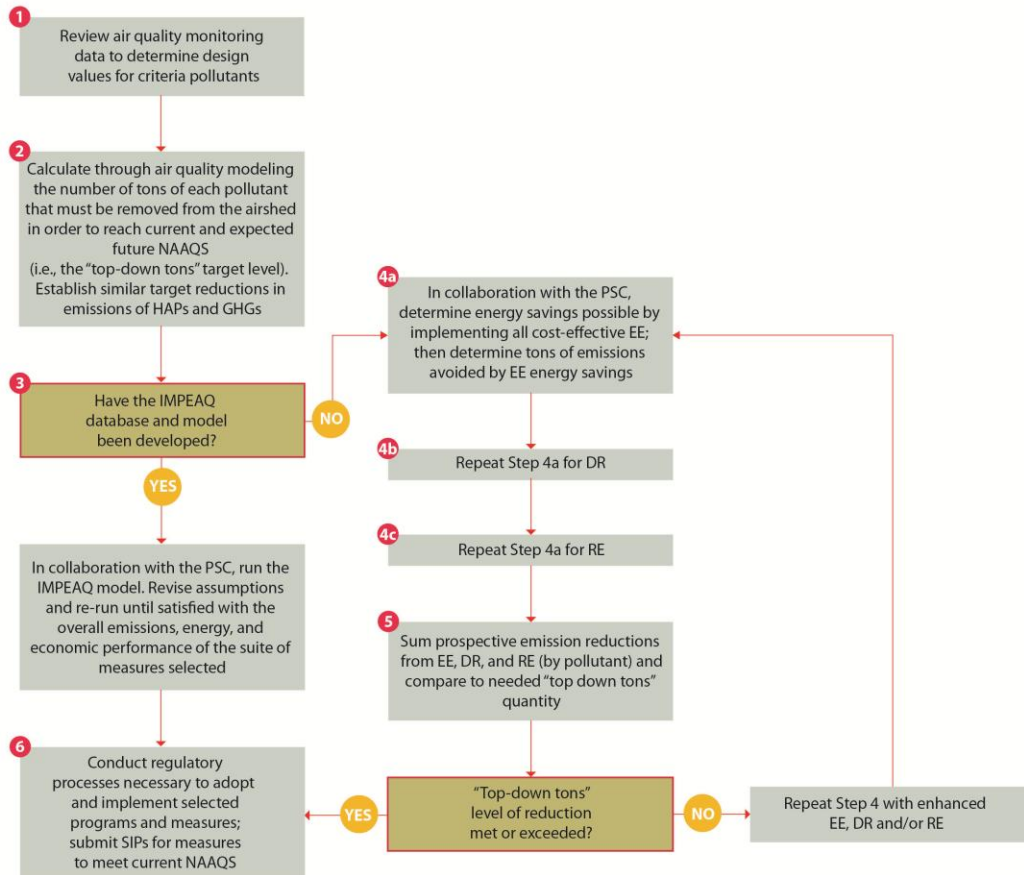 1
Review air quality monitoring
data to determine design
values for criteria pollutants
2
Calculate through air quality modeling
the number of tons of each pollutant
that must be removed from the airshed
in order to reach current and expected
future NAAQS
(i.e., the “top-down tons” target level).
Establish similar target reductions in
emissions of HAPs and GHGs
3
Have the IMPEAQ
database and model
been developed?
NO
YES
In collaboration with the PSC, run the
IMPEAQ model. Revise assumptions
and re-run until satisfied with the
overall emissions, energy, and
economic performance of the suite of
measures selected
4a
In collaboration with the PSC,
determine energy savings possible by
implementing all cost-effective EE;
then determine tons of emissions
avoided by EE energy savings
4b
Repeat Step 4a for DR
4c
Repeat Step 4a for RE
5
Sum prospective emission reductions
from EE, DR, and RE (by pollutant) and
compare to needed “top down tons”
quantity
“Top-down tons”
level of reduction
met or exceeded?
NO
Repeat Step 4 with enhanced
EE, DR and/or RE
YES
6
Conduct regulatory
processes necessary to adopt
and implement selected
programs and measures;
submit SIPs for measures
to meet current NAAQS